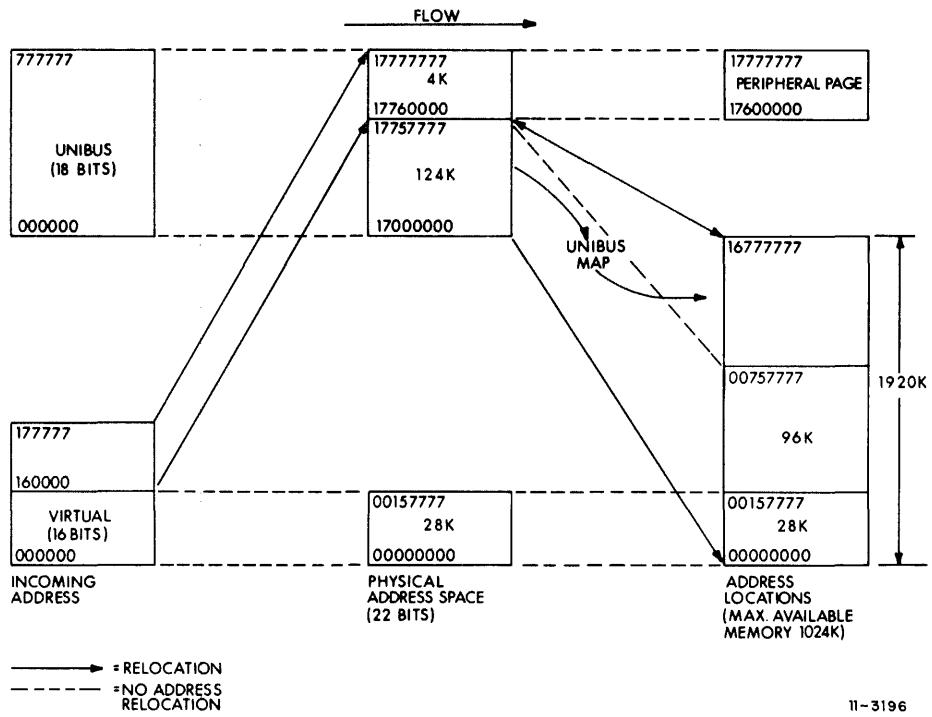 FLOW
777777
UNIBUS
(18 BITS)
000000
177777
160000
VIRTUAL
(16 BITS)
000000
INCOMING
ADDRESS
17777777
4K
17760000
17757777
124K
17000000
00157777
28K
00000000
PHYSICAL
ADDRESS SPACE
(22 BITS)
UNIBUS
MAP
17777777
PERIPHERAL PAGE
17600000
16777777
00757777
96K
00157777
28K
00000000
1920K
ADDRESS
LOCATIONS
(MAX. AVAILABLE
MEMORY 1024K)
=RELOCATION
=NO ADDRESS
RELOCATION
11-3196